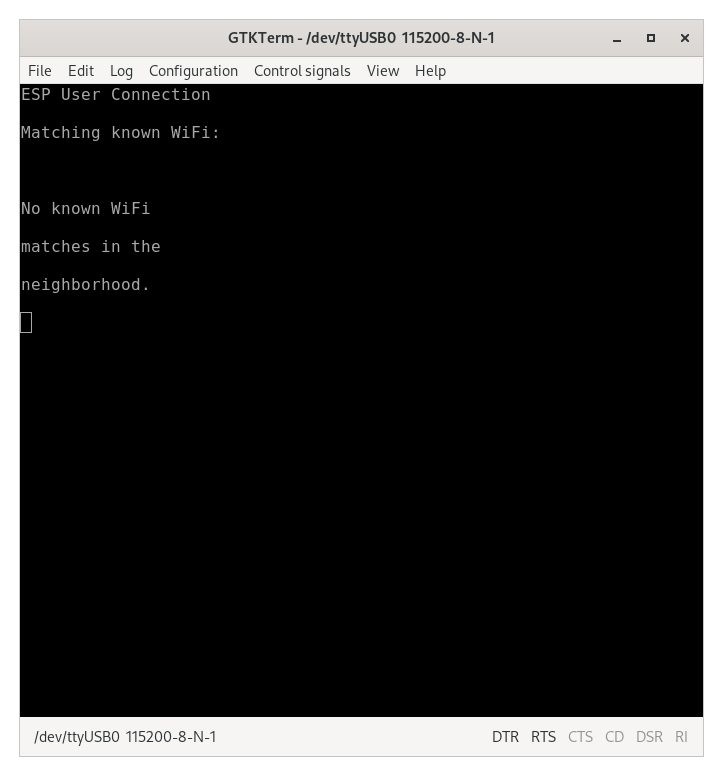 GTKTerm - /dev/ttyUSB0 115200-8-N-1
File Edit Log Configuration Control signals View Help
ESP User Connection
Matching known WiFi:
No known WiFi
matches in the
neighborhood.
/dev/ttyUSB0 115200-8-N-1 DTR RTS CTS CD DSR RI